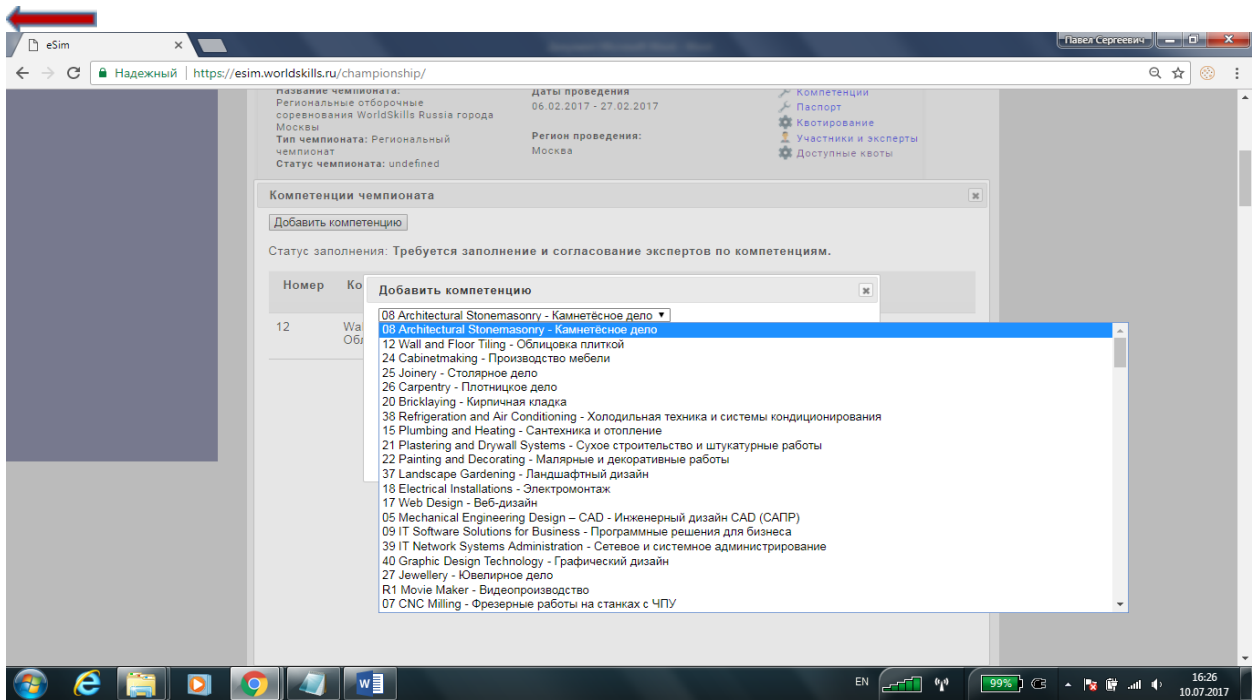 eSim
Павел Сергеевич
Надежный | https://esim.worldskills.ru/championship/
Название чемпионата:
Региональные отборочные
соревнования WorldSkills Russia города
Москвы
Тип чемпионата: Региональный
чемпионат
Статус чемпионата: undefined
Даты проведения
06.02.2017 - 27.02.2017
Регион проведения:
Москва
Компетенции
Паспорт
Квотирование
Участники и эксперты
Доступные квоты
Компетенции чемпионата
Добавить компетенцию
Статус заполнения: Требуется заполнение и согласование экспертов по компетенциям.
Номер
Ко
12
Wal
Обл
Добавить компетенцию
08 Architectural Stonemasonry - Камнетёсное дело
08 Architectural Stonemasonry - Камнетёсное дело
12 Wall and Floor Tiling - Облицовка плиткой
24 Cabinetmaking - Производство мебели
25 Joinery - Столярное дело
26 Carpentry - Плотницкое дело
20 Bricklaying - Кирпичная кладка
38 Refrigeration and Air Conditioning - Холодильная техника и системы кондиционирования
15 Plumbing and Heating - Сантехника и отопление
21 Plastering and Drywall Systems - Сухое строительство и штукатурные работы
22 Painting and Decorating - Малярные и декоративные работы
37 Landscape Gardening - Ландшафтный дизайн
18 Electrical Installations - Электромонтаж
17 Web Design - Веб-дизайн
05 Mechanical Engineering Design – CAD - Инженерный дизайн CAD (САПР)
09 IT Software Solutions for Business - Программные решения для бизнеса
39 IT Network Systems Administration - Сетевое и системное администрирование
40 Graphic Design Technology - Графический дизайн
27 Jewellery - Ювелирное дело
R1 Movie Maker - Видеопроизводство
07 CNC Milling - Фрезерные работы на станках с ЧПУ
EN
99%
16:26
10.07.2017